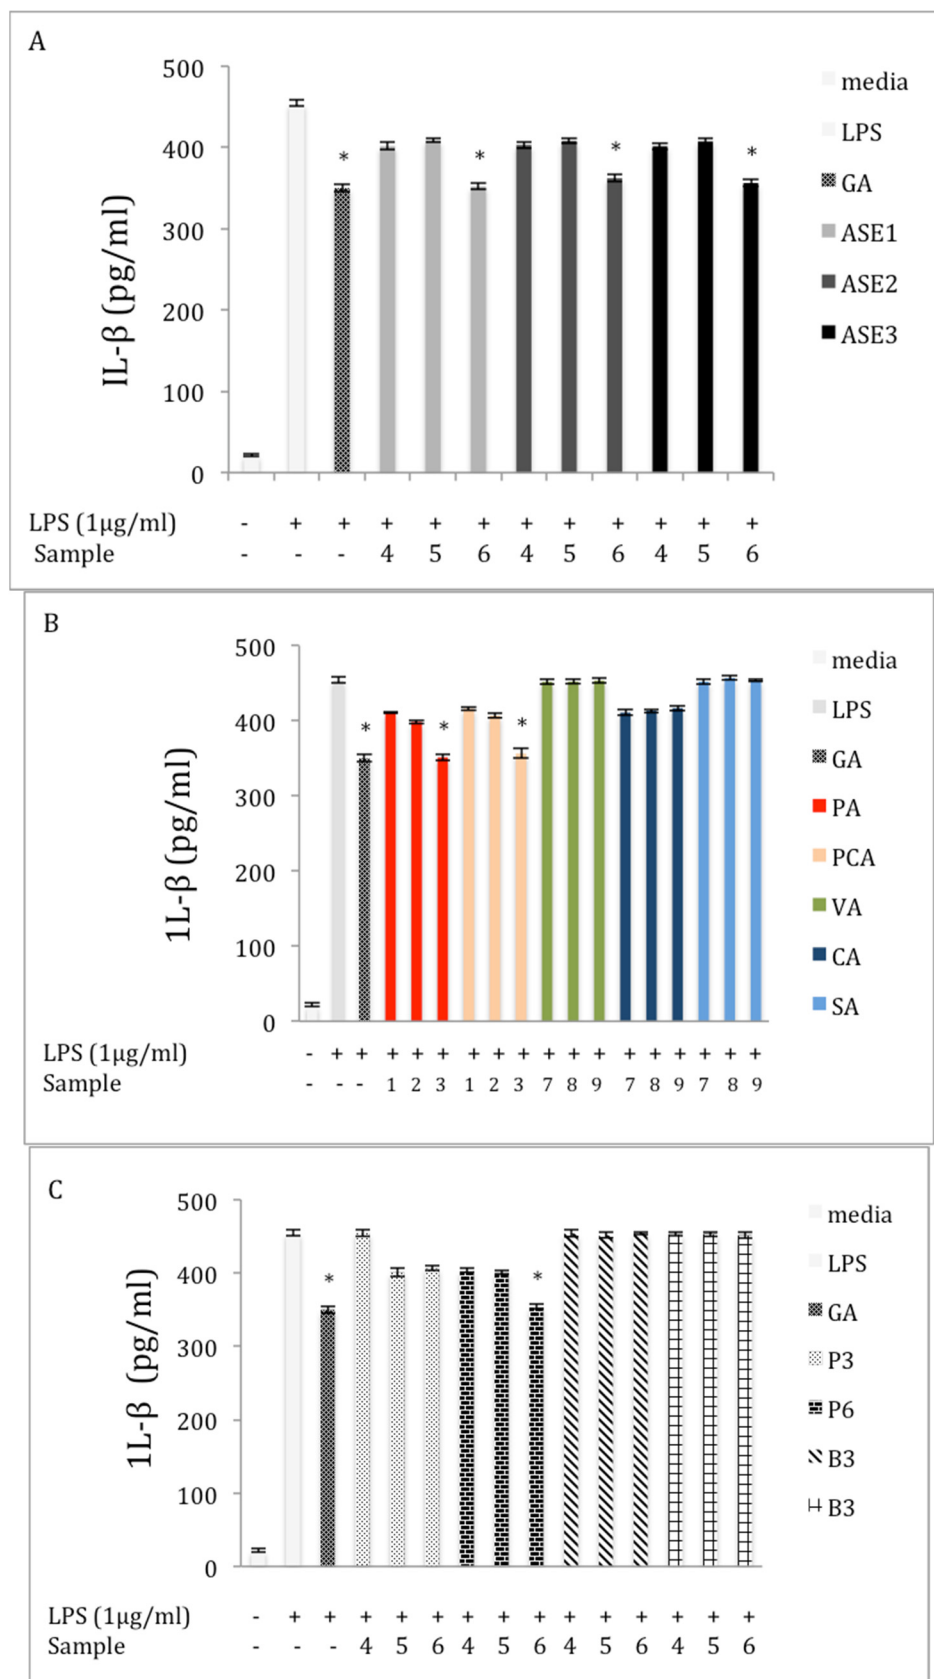 A
500
400
300
200
100
0
IL-β (pg/ml)
*
*
*
*
media
LPS
GA
ASE1
ASE2
ASE3
LPS (1μg/ml) - + + + + + + + + + + +
Sample - - - 4 5 6 4 5 6 4 5 6
B
500
400
300
200
100
0
1L-β (pg/ml)
*
*
*
media
LPS
GA
PA
PCA
VA
CA
SA
LPS (1μg/ml) - + + + + + + + + + + + + + + + + +
Sample - - - 1 2 3 1 2 3 7 8 9 7 8 9 7 8 9
C
500
400
300
200
100
0
1L-β (pg/ml)
*
*
media
LPS
GA
P3
P6
B3
B3
LPS (1μg/ml) - + + + + + + + + + + + + + +
Sample - - - 4 5 6 4 5 6 4 5 6 4 5 6